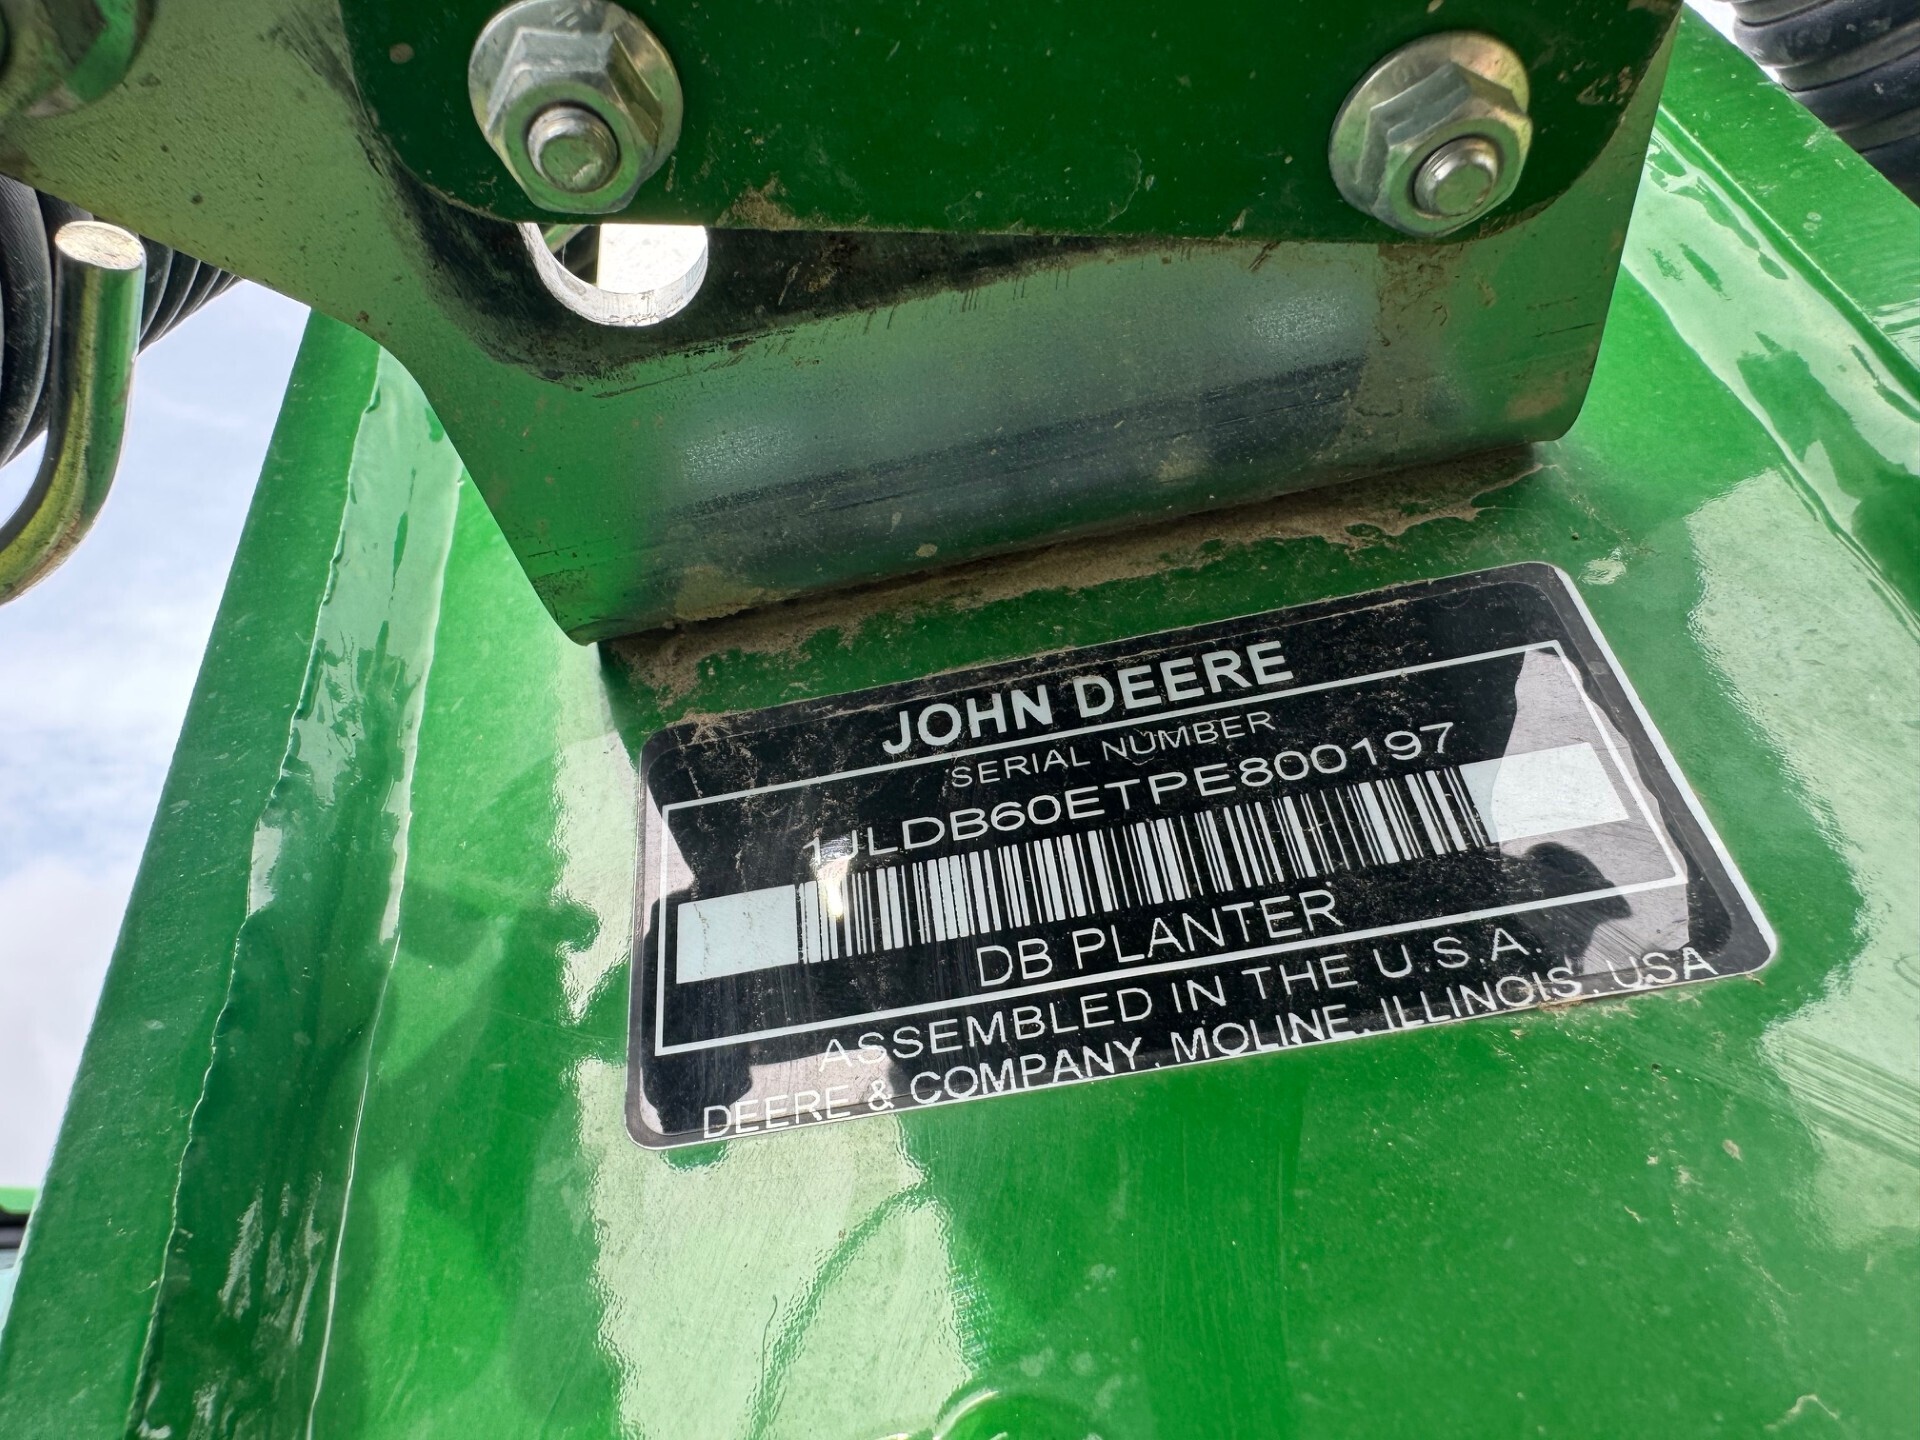 JOHN DEERE
SERIAL NUMBER
1JLDB60ETPE800197
DB PLANTER
ASSEMBLED IN THE U.S.A.
DEERE & COMPANY, MOLINE, ILLINOIS, USA